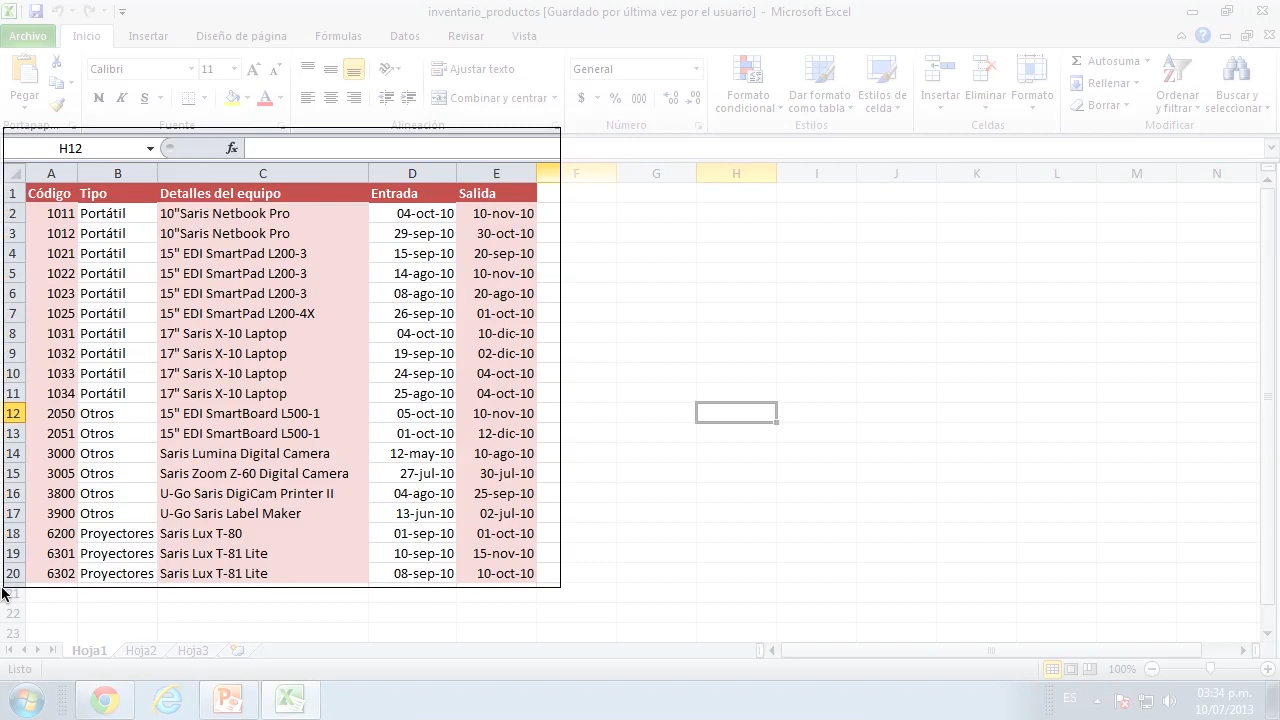 inventario_productos [Guardado por última vez por el usuario] - Microsoft Excel
Archivo Inicio Insertar Diseño de página Fórmulas Datos Revisar Vista
Pegar
Calibri 11
N K S
Ajustar texto
Combinar y centrar
General
$ % 000
Formato condicional
Dar formato como tabla
Estilos de celda
Insertar Eliminar Formato
Σ Autosuma
Rellenar
Borrar
Ordenar y filtrar
Buscar y seleccionar
Portapap... Fuente Alineación Número Estilos Celdas Modificar
H12 fx
A B C D E F G H I J K L M N
1 Código Tipo Detalles del equipo Entrada Salida
2 1011 Portátil 10"Saris Netbook Pro 04-oct-10 10-nov-10
3 1012 Portátil 10"Saris Netbook Pro 29-sep-10 30-oct-10
4 1021 Portátil 15" EDI SmartPad L200-3 15-sep-10 20-sep-10
5 1022 Portátil 15" EDI SmartPad L200-3 14-ago-10 10-nov-10
6 1023 Portátil 15" EDI SmartPad L200-3 08-ago-10 20-ago-10
7 1025 Portátil 15" EDI SmartPad L200-4X 26-sep-10 01-oct-10
8 1031 Portátil 17" Saris X-10 Laptop 04-oct-10 10-dic-10
9 1032 Portátil 17" Saris X-10 Laptop 19-sep-10 02-dic-10
10 1033 Portátil 17" Saris X-10 Laptop 24-sep-10 04-oct-10
11 1034 Portátil 17" Saris X-10 Laptop 25-ago-10 04-oct-10
12 2050 Otros 15" EDI SmartBoard L500-1 05-oct-10 10-nov-10
13 2051 Otros 15" EDI SmartBoard L500-1 01-oct-10 12-dic-10
14 3000 Otros Saris Lumina Digital Camera 12-may-10 10-ago-10
15 3005 Otros Saris Zoom Z-60 Digital Camera 27-jul-10 30-jul-10
16 3800 Otros U-Go Saris DigiCam Printer II 04-ago-10 25-sep-10
17 3900 Otros U-Go Saris Label Maker 13-jun-10 02-jul-10
18 6200 Proyectores Saris Lux T-80 01-sep-10 01-oct-10
19 6301 Proyectores Saris Lux T-81 Lite 10-sep-10 15-nov-10
20 6302 Proyectores Saris Lux T-81 Lite 08-sep-10 10-oct-10
21
22
23
Hoja1 Hoja2 Hoja3
Listo 100%
ES 03:34 p.m.
10/07/2013